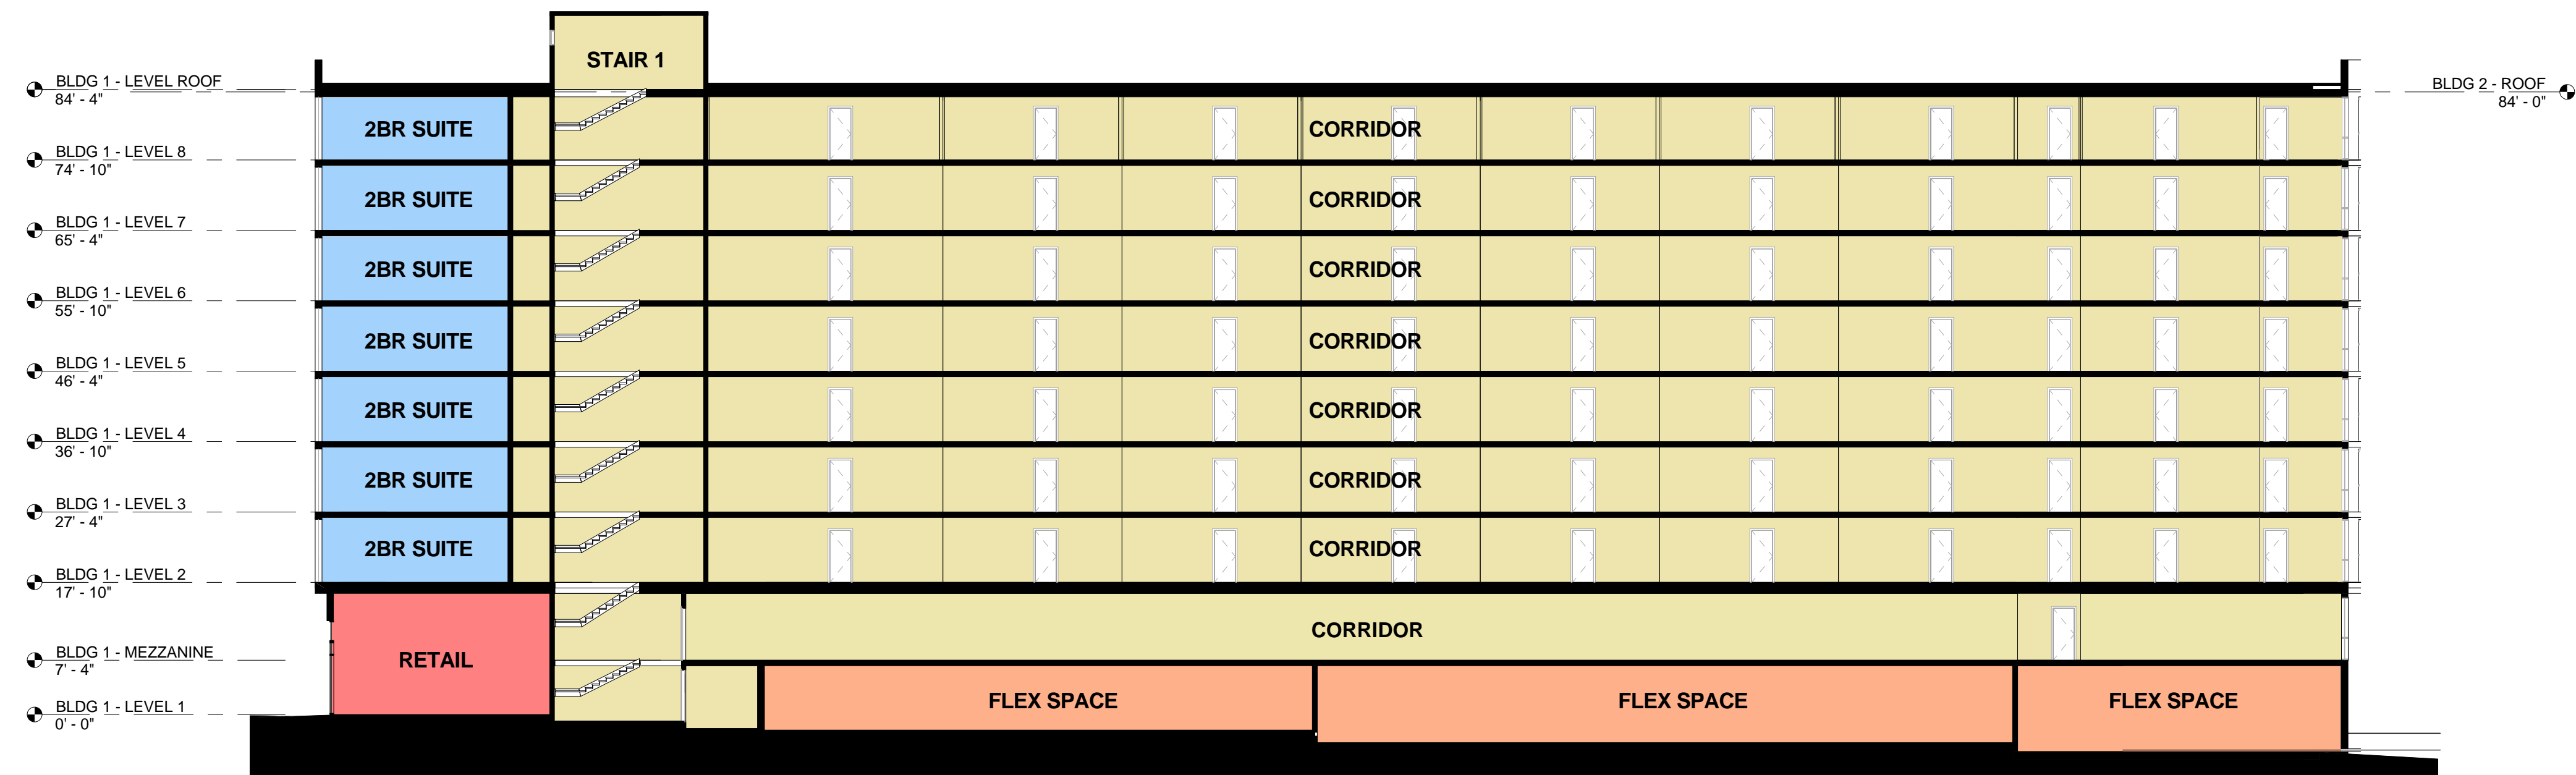 STAIR 1
BLDG 1 - LEVEL ROOF
84' - 4"
BLDG 2 - ROOF
84' - 0"
2BR SUITE
CORRIDOR
BLDG 1 - LEVEL 8
74' - 10"
2BR SUITE
CORRIDOR
BLDG 1 - LEVEL 7
65' - 4"
2BR SUITE
CORRIDOR
BLDG 1 - LEVEL 6
55' - 10"
2BR SUITE
CORRIDOR
BLDG 1 - LEVEL 5
46' - 4"
2BR SUITE
CORRIDOR
BLDG 1 - LEVEL 4
36' - 10"
2BR SUITE
CORRIDOR
BLDG 1 - LEVEL 3
27' - 4"
2BR SUITE
CORRIDOR
BLDG 1 - LEVEL 2
17' - 10"
CORRIDOR
BLDG 1 - MEZZANINE
7' - 4"
RETAIL
BLDG 1 - LEVEL 1
0' - 0"
FLEX SPACE
FLEX SPACE
FLEX SPACE